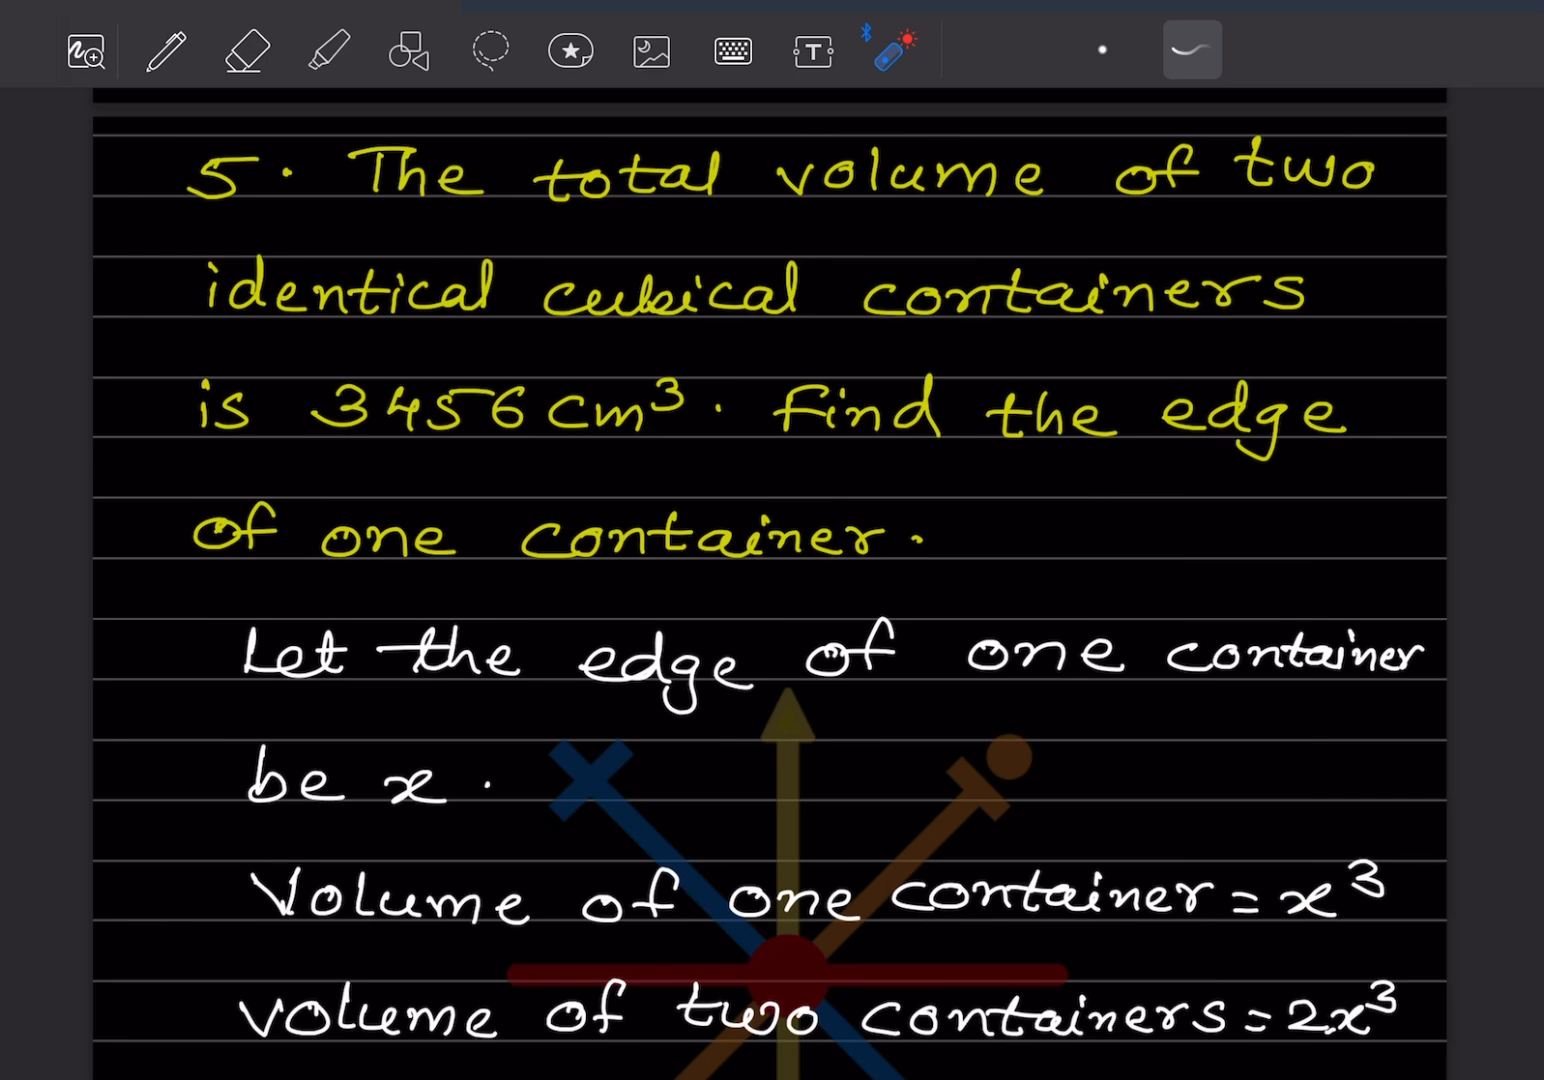 5. The total volume of two
identical cubical containers
is 3456 cm³. Find the edge
of one container.
Let the edge of one container
be x.
Volume of one container = x³
volume of two containers = 2x³